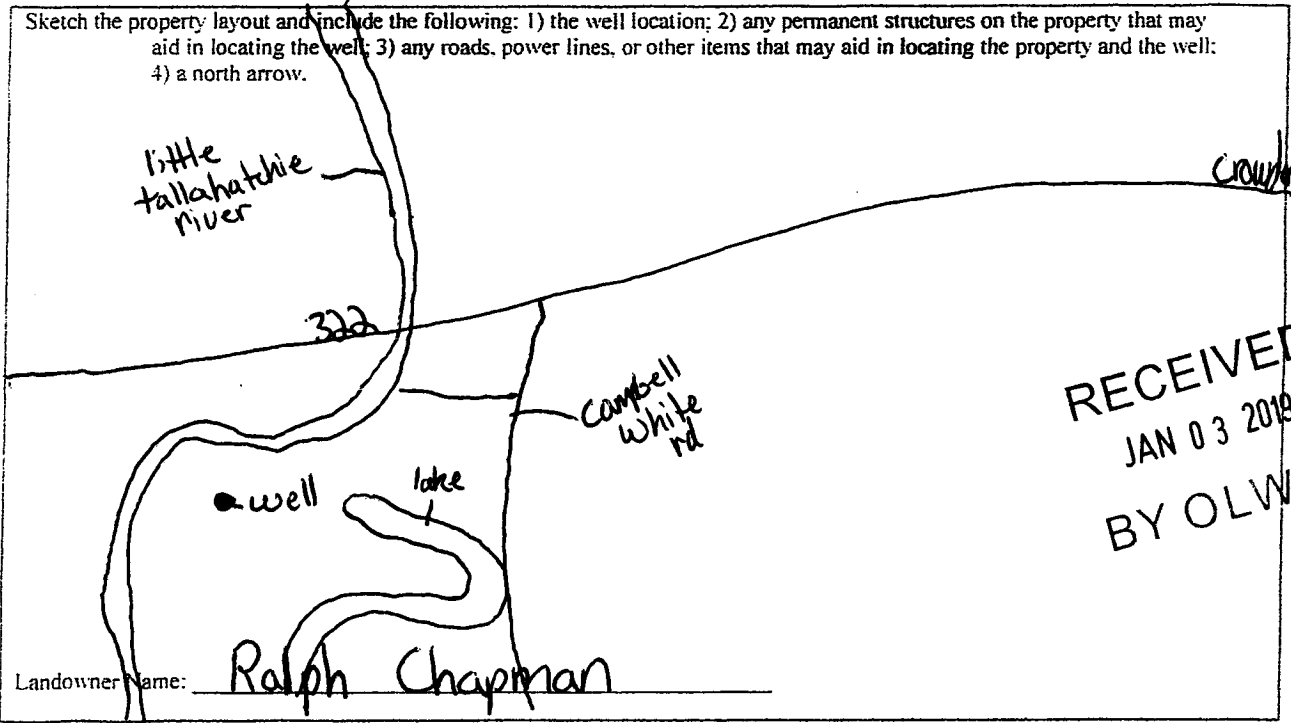 Sketch the property layout and include the following: 1) the well location; 2) any permanent structures on the property that may
aid in locating the well; 3) any roads, power lines, or other items that may aid in locating the property and the well;
4) a north arrow.
little
tallahatchie
river
322
campbell
white
rd
RECEIVED
JAN 03 2019
BY OLW
well
lake
Landowner Name: Ralph Chapman